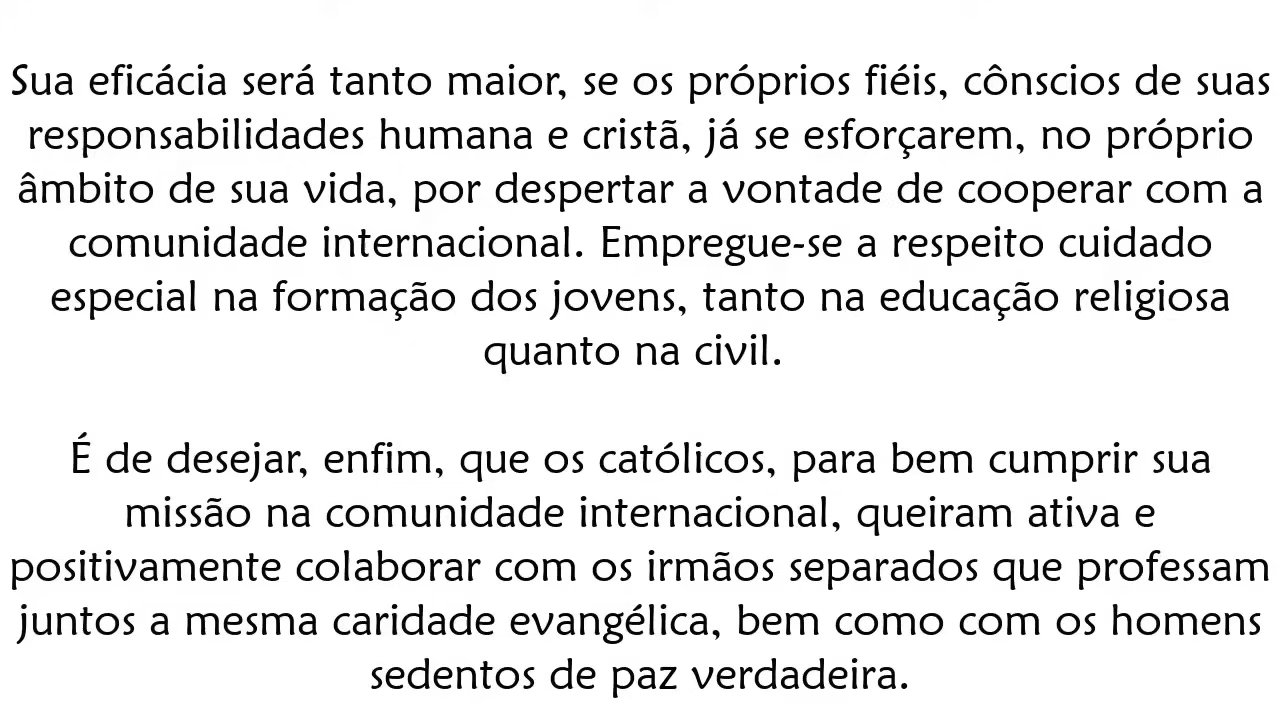 Sua eficácia será tanto maior, se os próprios fiéis, cônscios de suas
responsabilidades humana e cristã, já se esforçarem, no próprio
âmbito de sua vida, por despertar a vontade de cooperar com a
comunidade internacional. Empregue-se a respeito cuidado
especial na formação dos jovens, tanto na educação religiosa
quanto na civil.
É de desejar, enfim, que os católicos, para bem cumprir sua
missão na comunidade internacional, queiram ativa e
positivamente colaborar com os irmãos separados que professam
juntos a mesma caridade evangélica, bem como com os homens
sedentos de paz verdadeira.